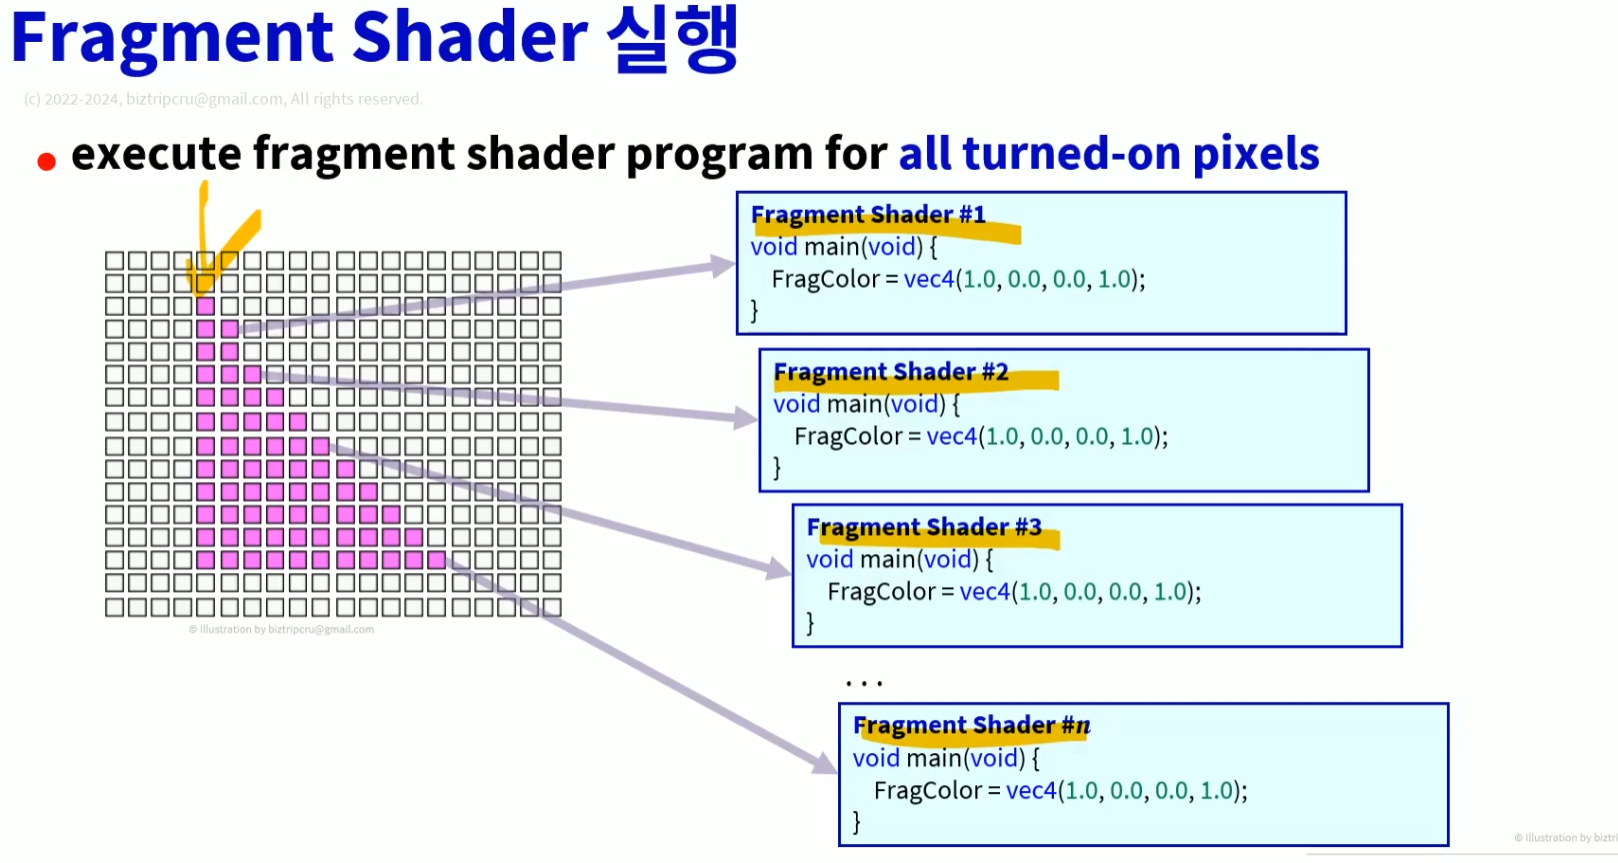 Fragment Shader 실행
(c) 2022-2024, biztripcru@gmail.com, All rights reserved.
• execute fragment shader program for all turned-on pixels
Fragment Shader #1
void main(void) {
FragColor = vec4(1.0, 0.0, 0.0, 1.0);
}
Fragment Shader #2
void main(void) {
FragColor = vec4(1.0, 0.0, 0.0, 1.0);
}
Fragment Shader #3
void main(void) {
FragColor = vec4(1.0, 0.0, 0.0, 1.0);
}
© Illustration by biztripcru@gmail.com
. . .
Fragment Shader #n
void main(void) {
FragColor = vec4(1.0, 0.0, 0.0, 1.0);
}
© Illustration by biztri